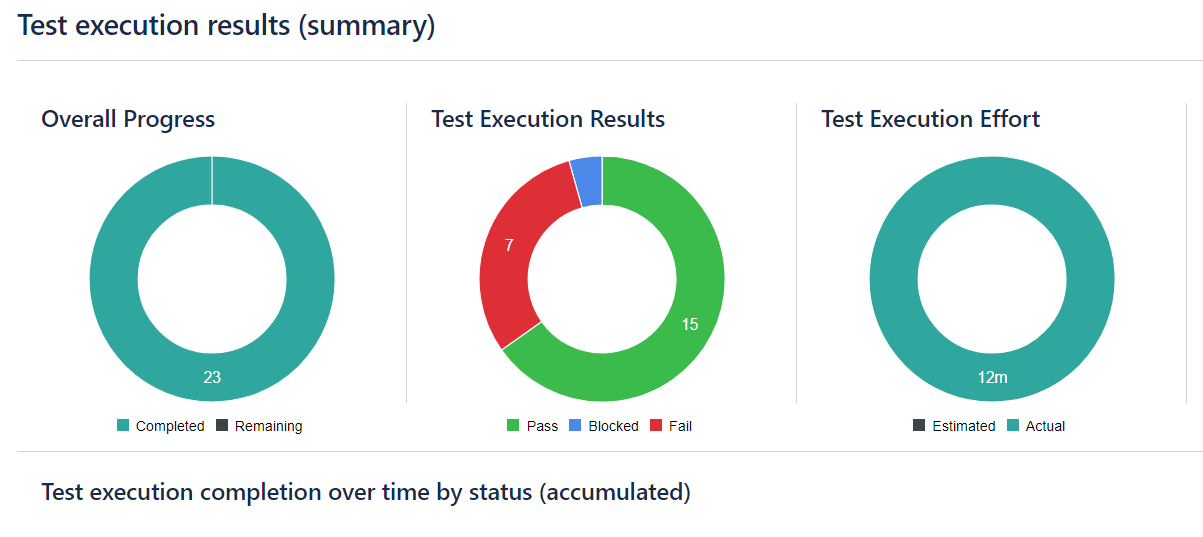 Test execution results (summary)
Overall Progress
23
Completed Remaining
Test Execution Results
7
15
Pass Blocked Fail
Test Execution Effort
12m
Estimated Actual
Test execution completion over time by status (accumulated)